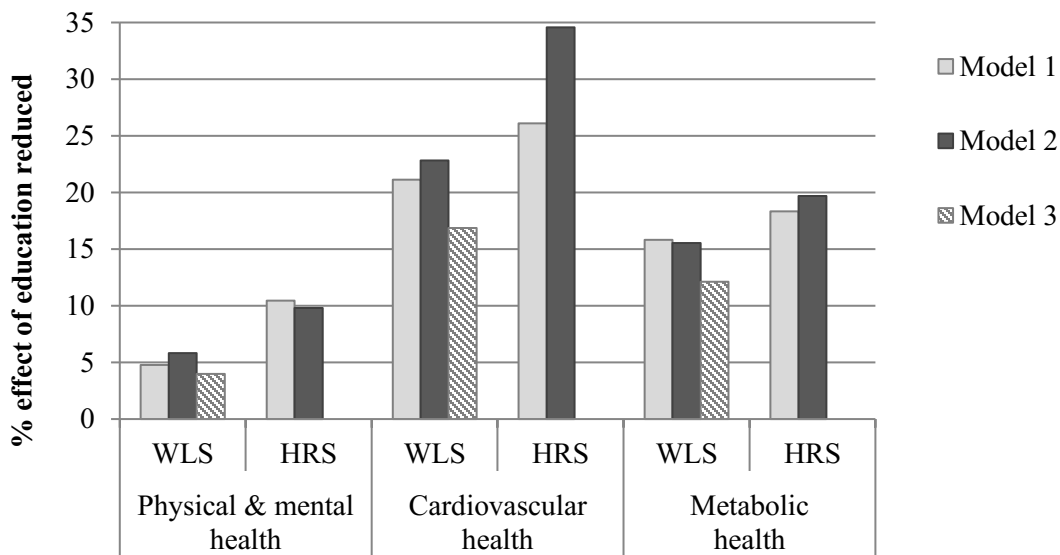 % effect of education reduced
35
30
25
20
15
10
5
0
WLS
HRS
WLS
HRS
WLS
HRS
Physical & mental
health
Cardiovascular
health
Metabolic
health
Model 1
Model 2
Model 3